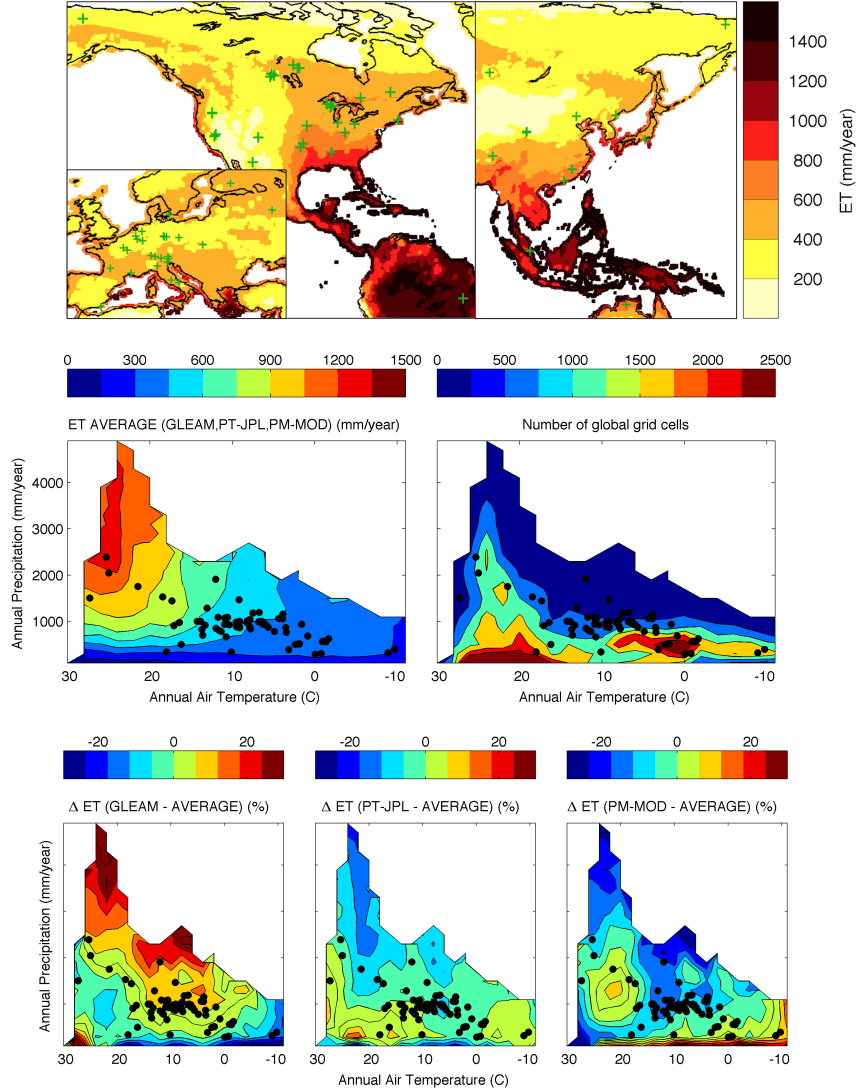 1400
1200
1000
800
600
400
200
ET (mm/year)
0 300 600 900 1200 1500
0 500 1000 1500 2000 2500
ET AVERAGE (GLEAM,PT-JPL,PM-MOD) (mm/year)
Number of global grid cells
Annual Precipitation (mm/year)
4000
3000
2000
1000
30 20 10 0 -10
30 20 10 0 -10
Annual Air Temperature (C)
Annual Air Temperature (C)
-20 0 20
-20 0 20
-20 0 20
Δ ET (GLEAM - AVERAGE) (%)
Δ ET (PT-JPL - AVERAGE) (%)
Δ ET (PM-MOD - AVERAGE) (%)
Annual Precipitation (mm/year)
30 20 10 0 -10
30 20 10 0 -10
30 20 10 0 -10
Annual Air Temperature (C)